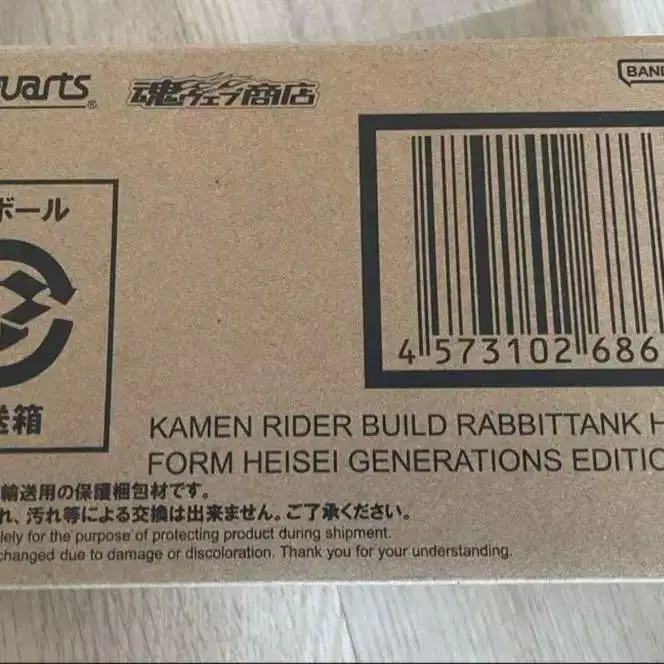 uarts®
魂ウェブ商店
BAND
ボール
箱
4 573102 686
KAMEN RIDER BUILD RABBITTANK H
FORM HEISEI GENERATIONS EDITIO
輸送用の保護梱包材です。
れ、汚れ等による交換は出来ません。ご了承ください。
lely for the purpose of protecting product during shipment.
changed due to damage or discoloration. Thank you for your understanding.